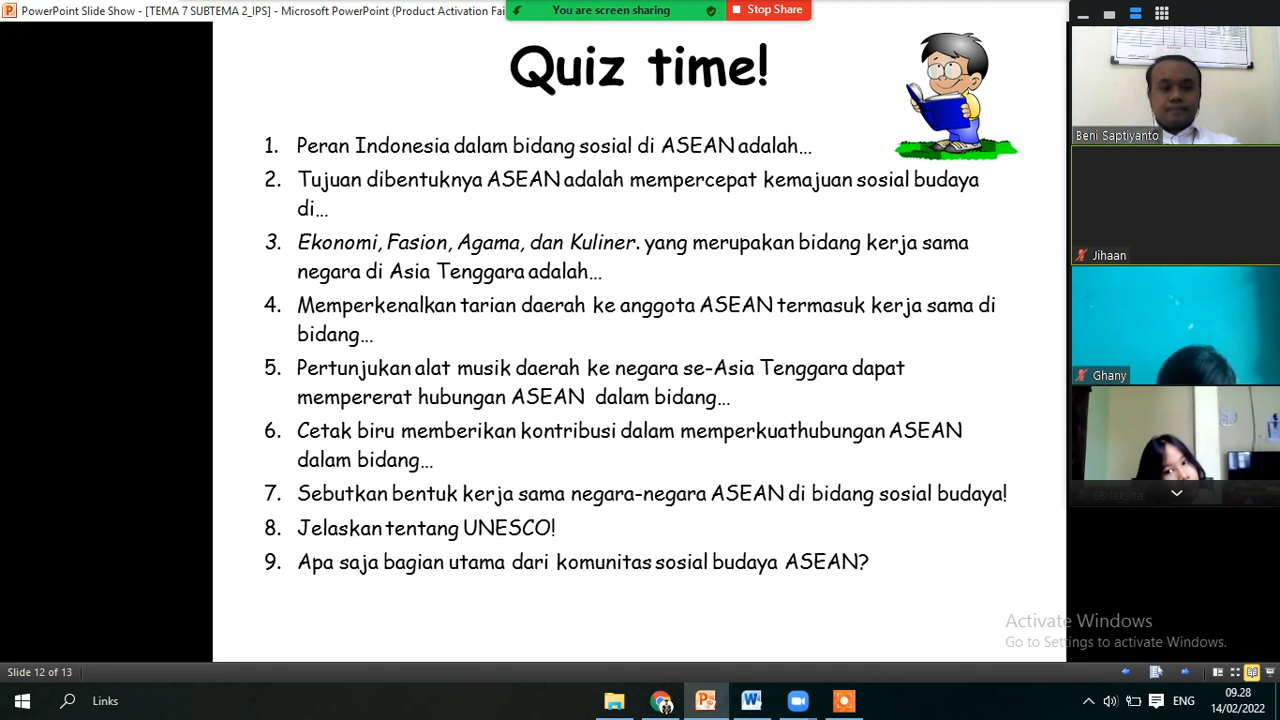 PowerPoint Slide Show - [TEMA 7 SUBTEMA 2_IPS] - Microsoft PowerPoint (Product Activation Fai
You are screen sharing
Stop Share
Quiz time!
1. Peran Indonesia dalam bidang sosial di ASEAN adalah...
2. Tujuan dibentuknya ASEAN adalah mempercepat kemajuan sosial budaya
di...
3. Ekonomi, Fasion, Agama, dan Kuliner. yang merupakan bidang kerja sama
negara di Asia Tenggara adalah...
4. Memperkenalkan tarian daerah ke anggota ASEAN termasuk kerja sama di
bidang...
5. Pertunjukan alat musik daerah ke negara se-Asia Tenggara dapat
mempererat hubungan ASEAN dalam bidang...
6. Cetak biru memberikan kontribusi dalam memperkuathubungan ASEAN
dalam bidang...
7. Sebutkan bentuk kerja sama negara-negara ASEAN di bidang sosial budaya!
8. Jelaskan tentang UNESCO!
9. Apa saja bagian utama dari komunitas sosial budaya ASEAN?
Beni Saptiyanto
Jihaan
Ghany
Activate Windows
Go to Settings to activate Windows.
Slide 12 of 13
Links
ENG
09.28
14/02/2022